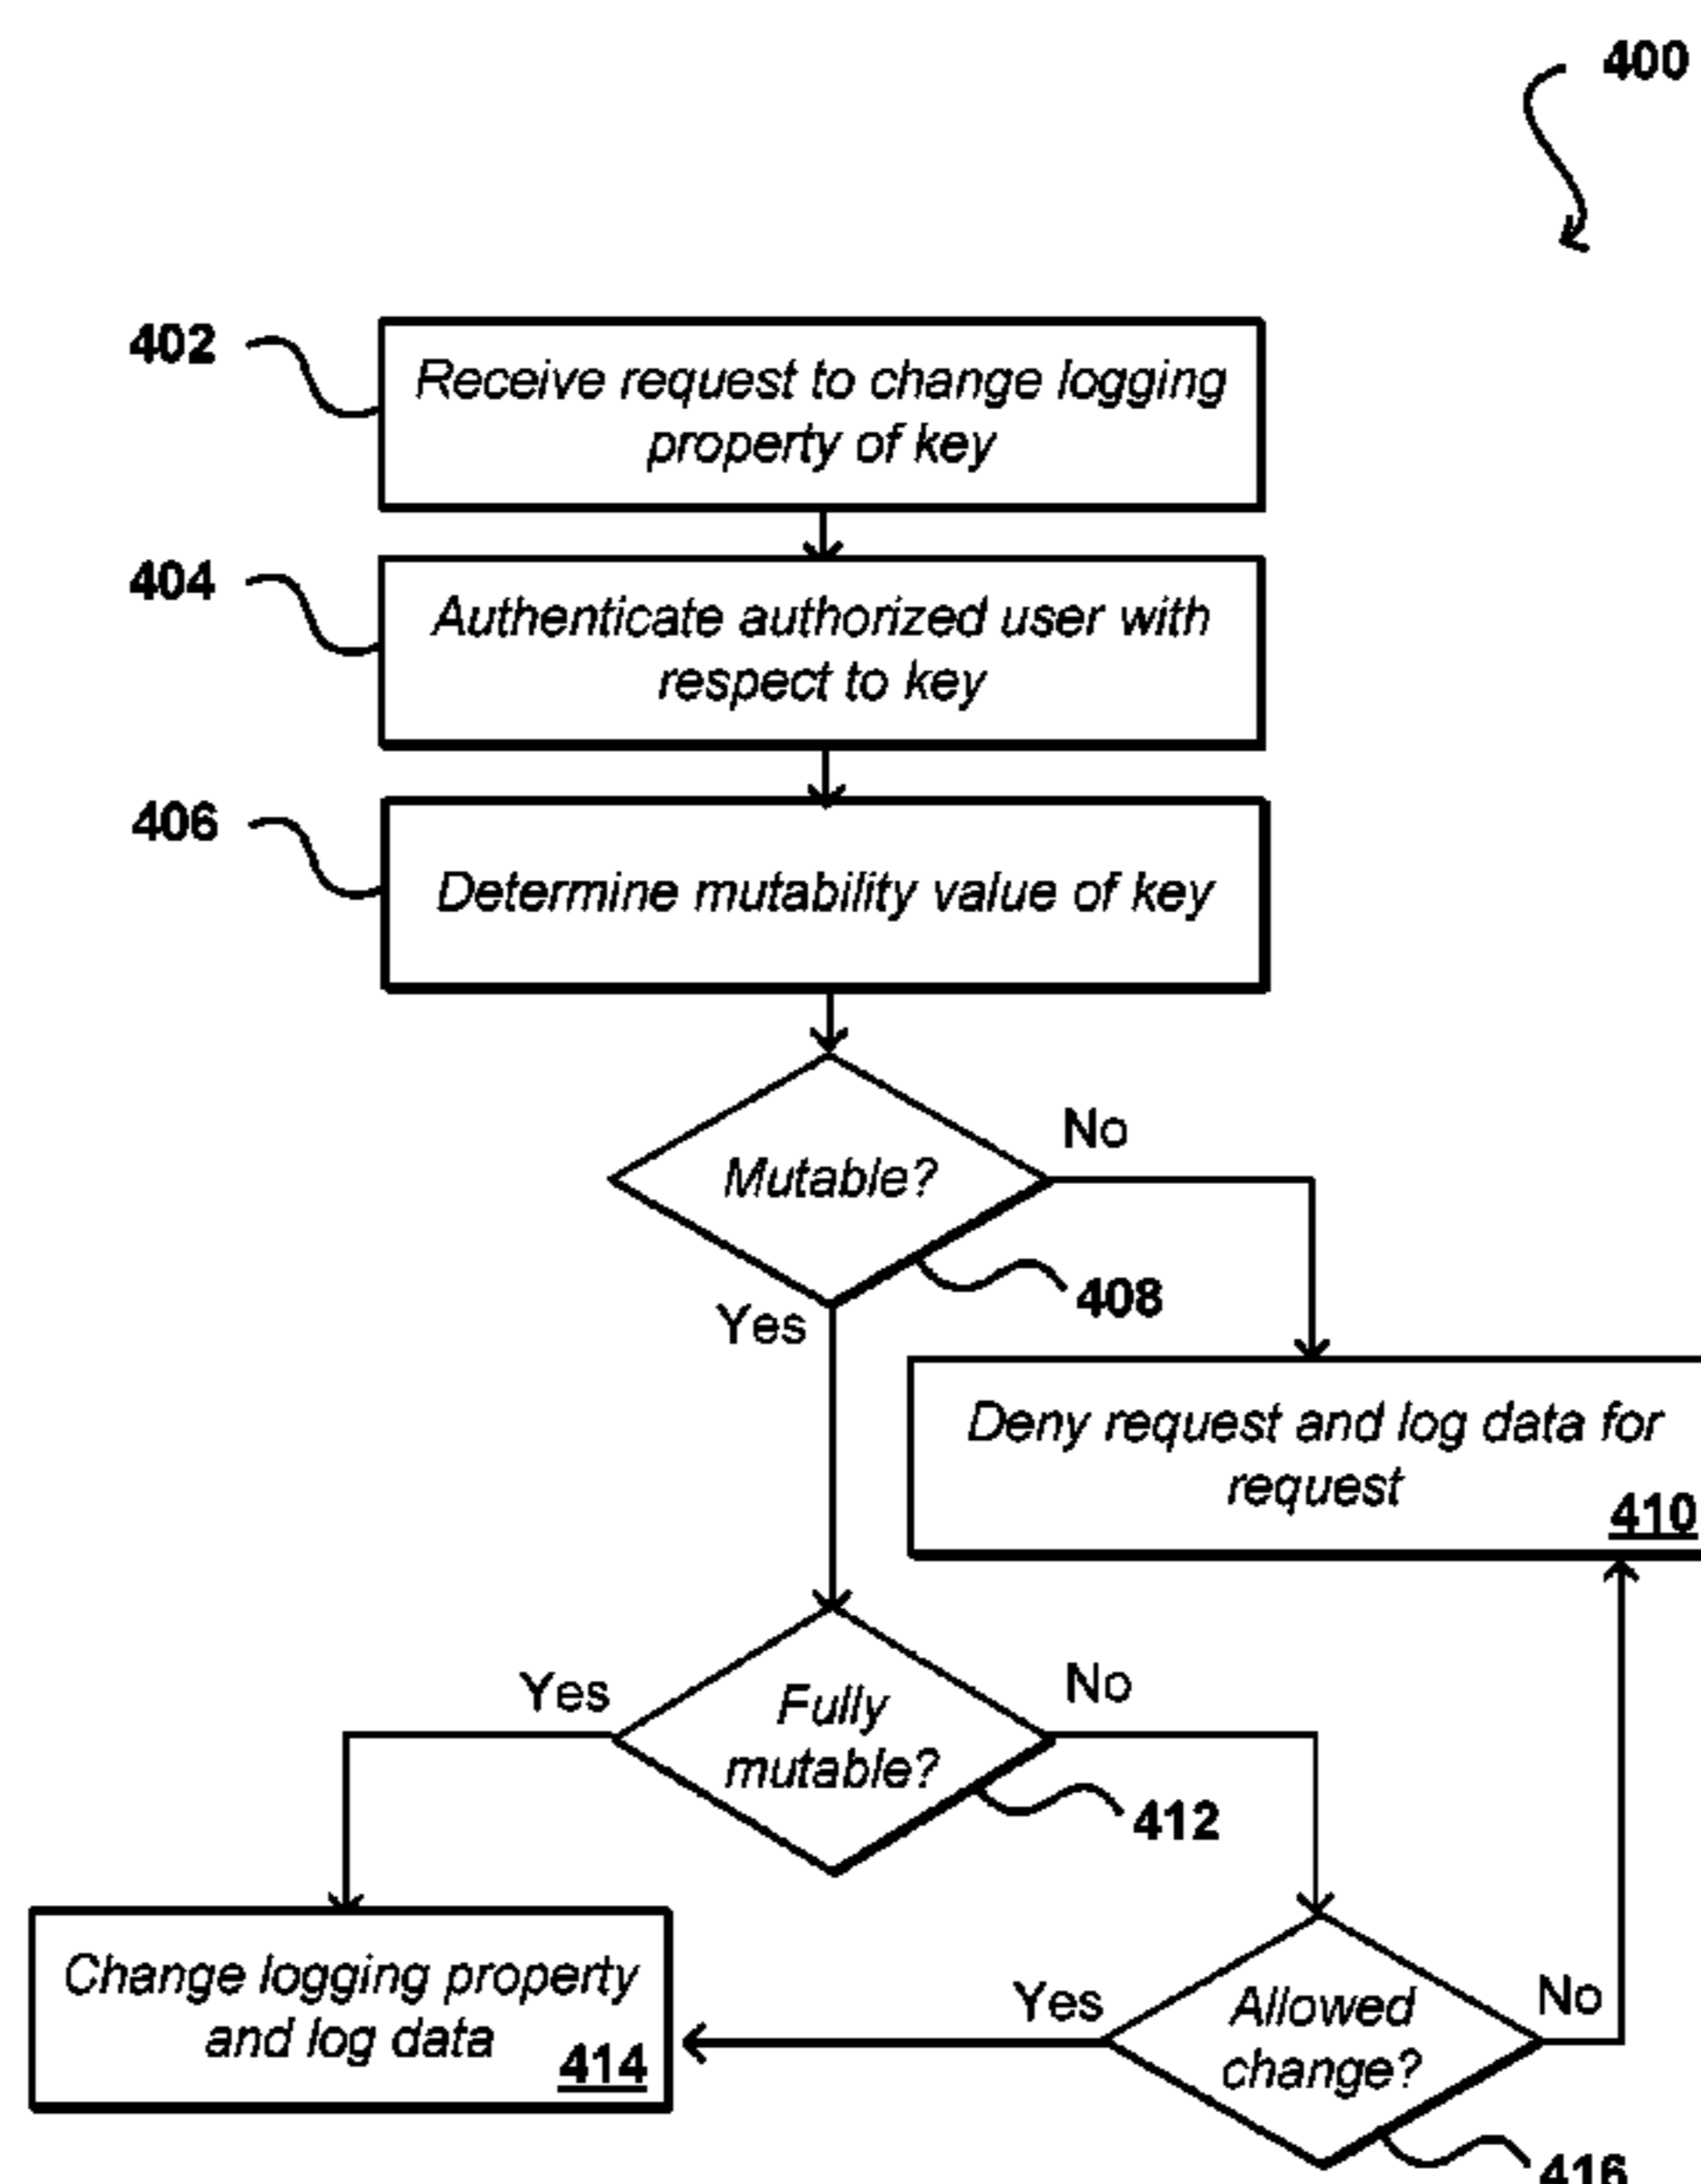 400
402
Receive request to change logging
property of key
404
Authenticate authorized user with
respect to key
406
Determine mutability value of key
Mutable?
No
408
Yes
Deny request and log data for
request
410
Fully
mutable?
Yes
No
412
Change logging property
and log data
414
Allowed
change?
Yes
No
416